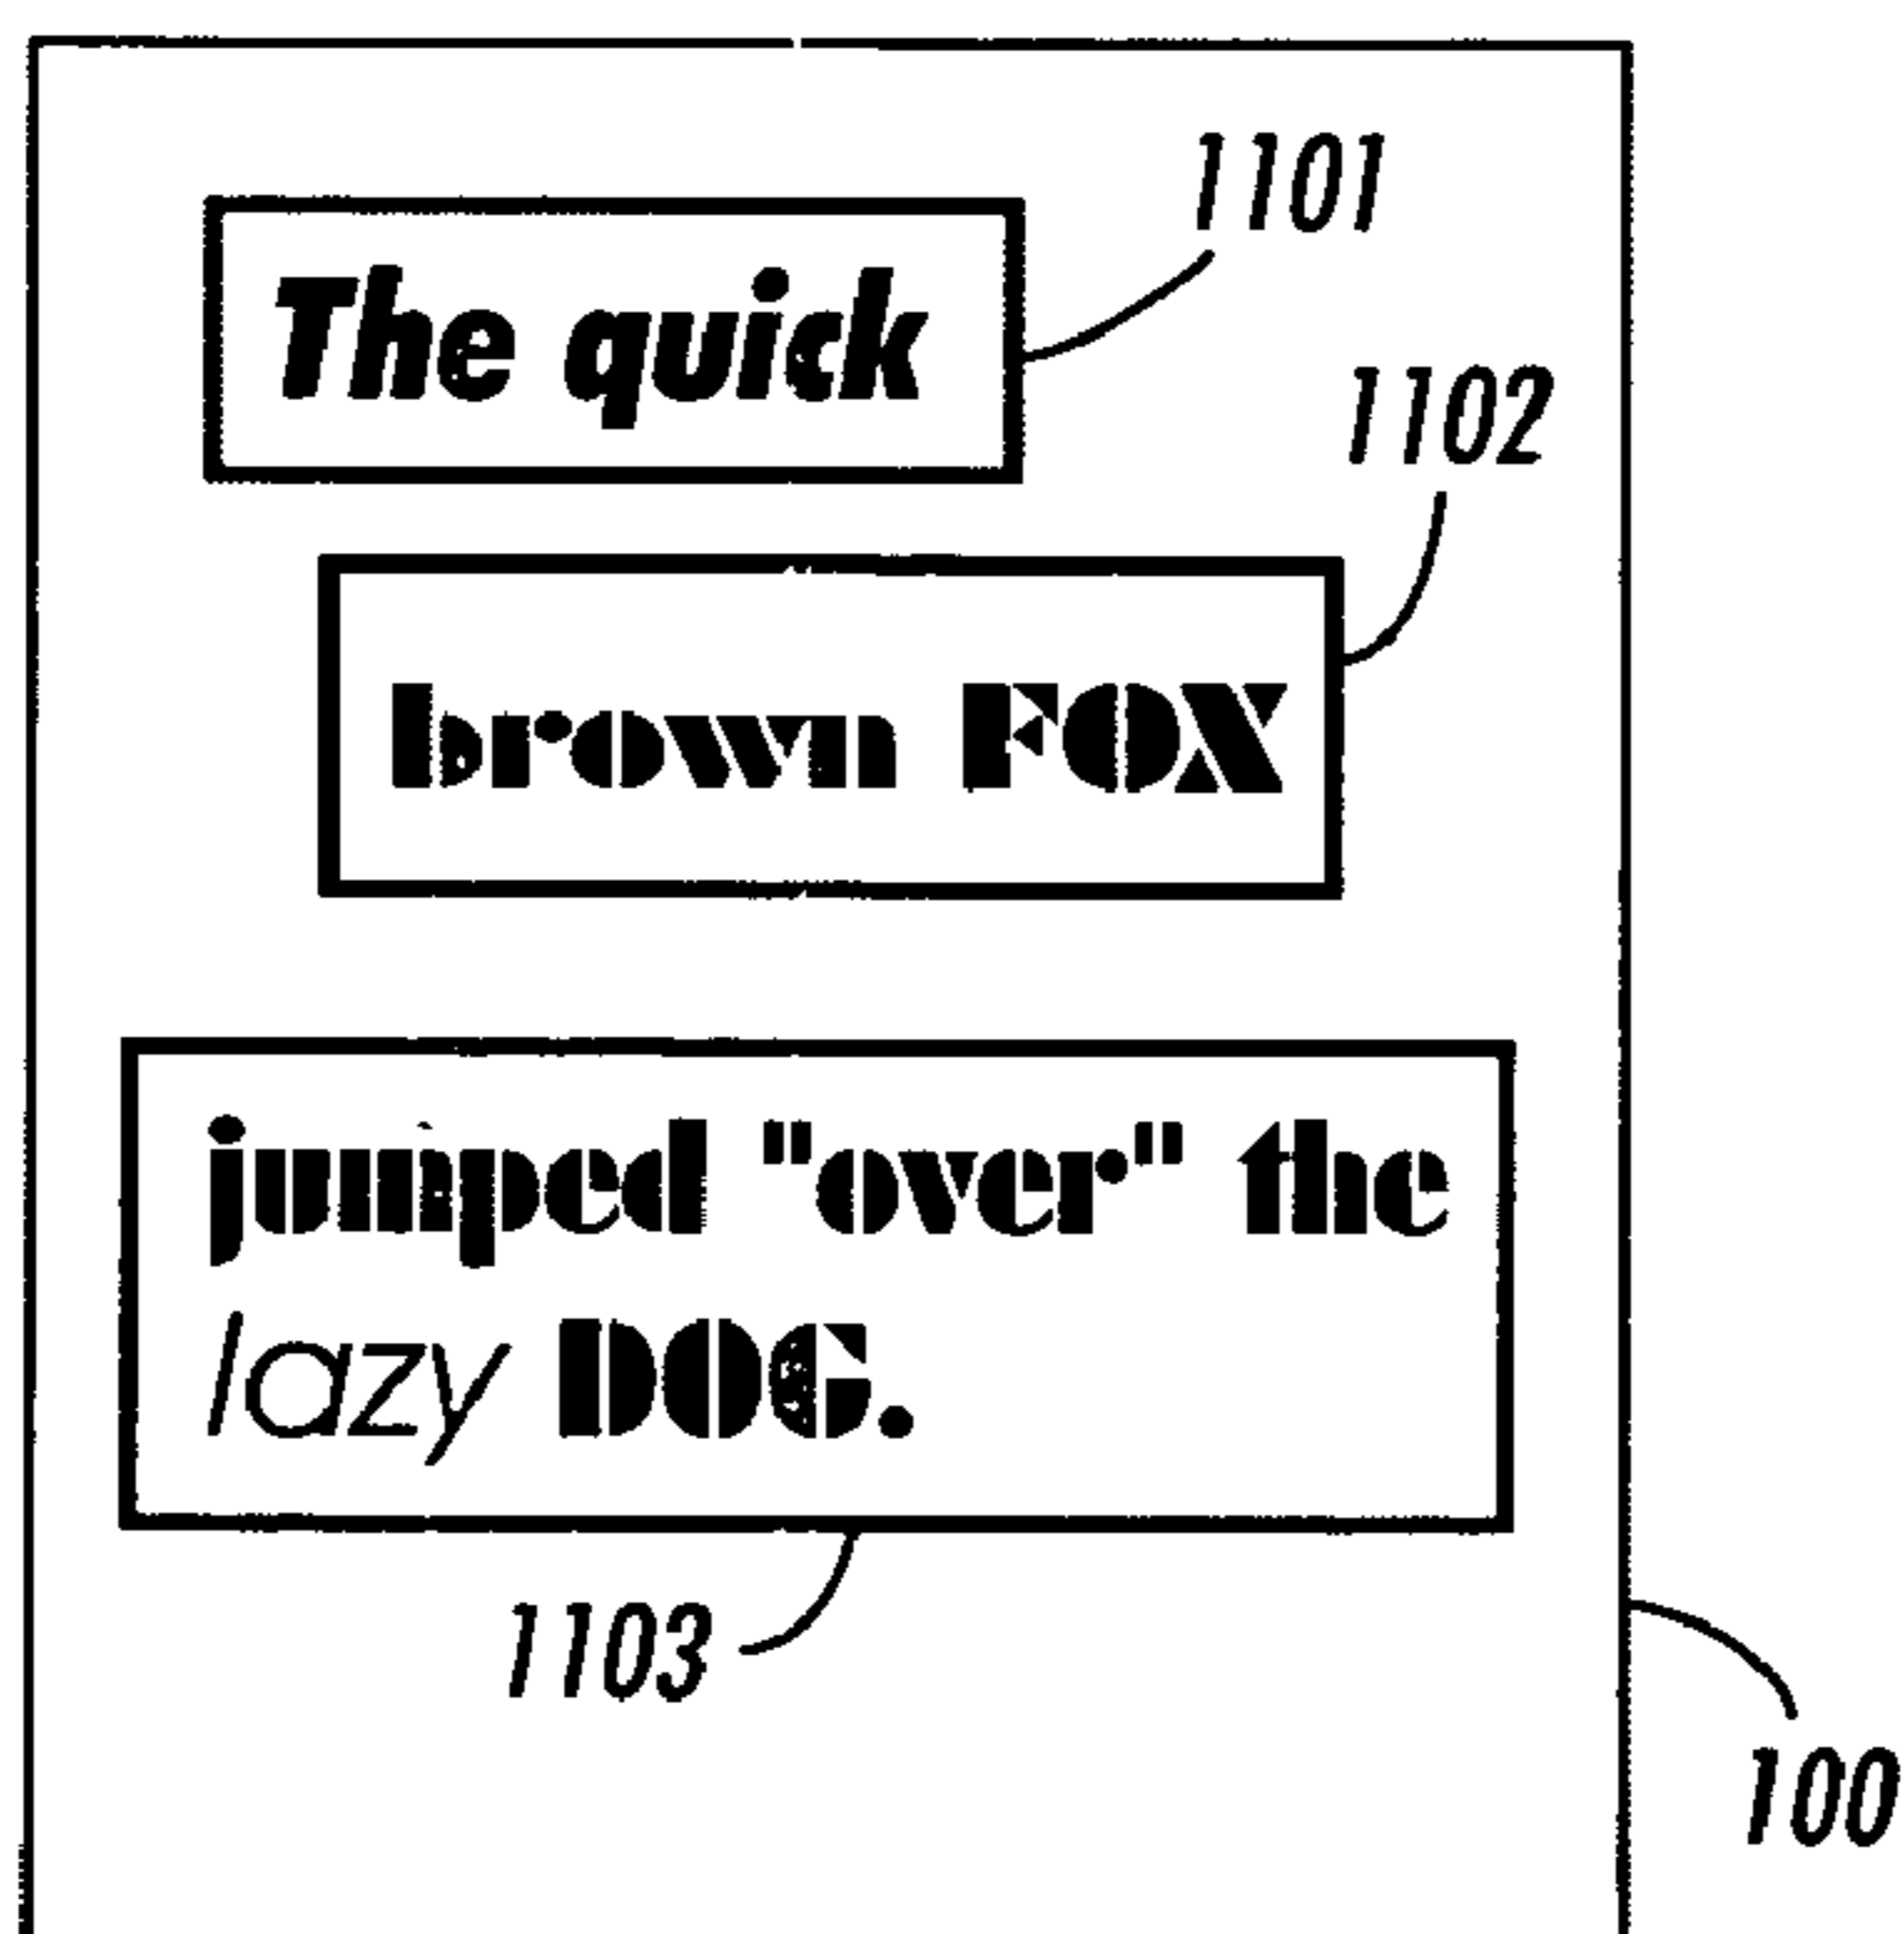 1101
The quick
1102
brown FOX
jumped "over" the
lazy DOG.
1103
100